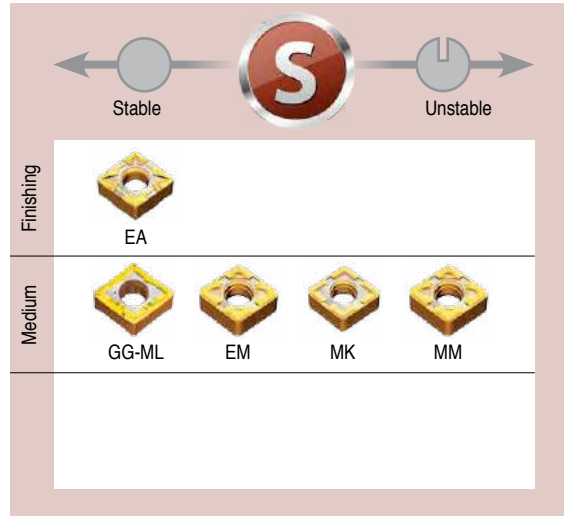 S
Stable Unstable
Finishing
EA
Medium
GG-ML EM MK MM